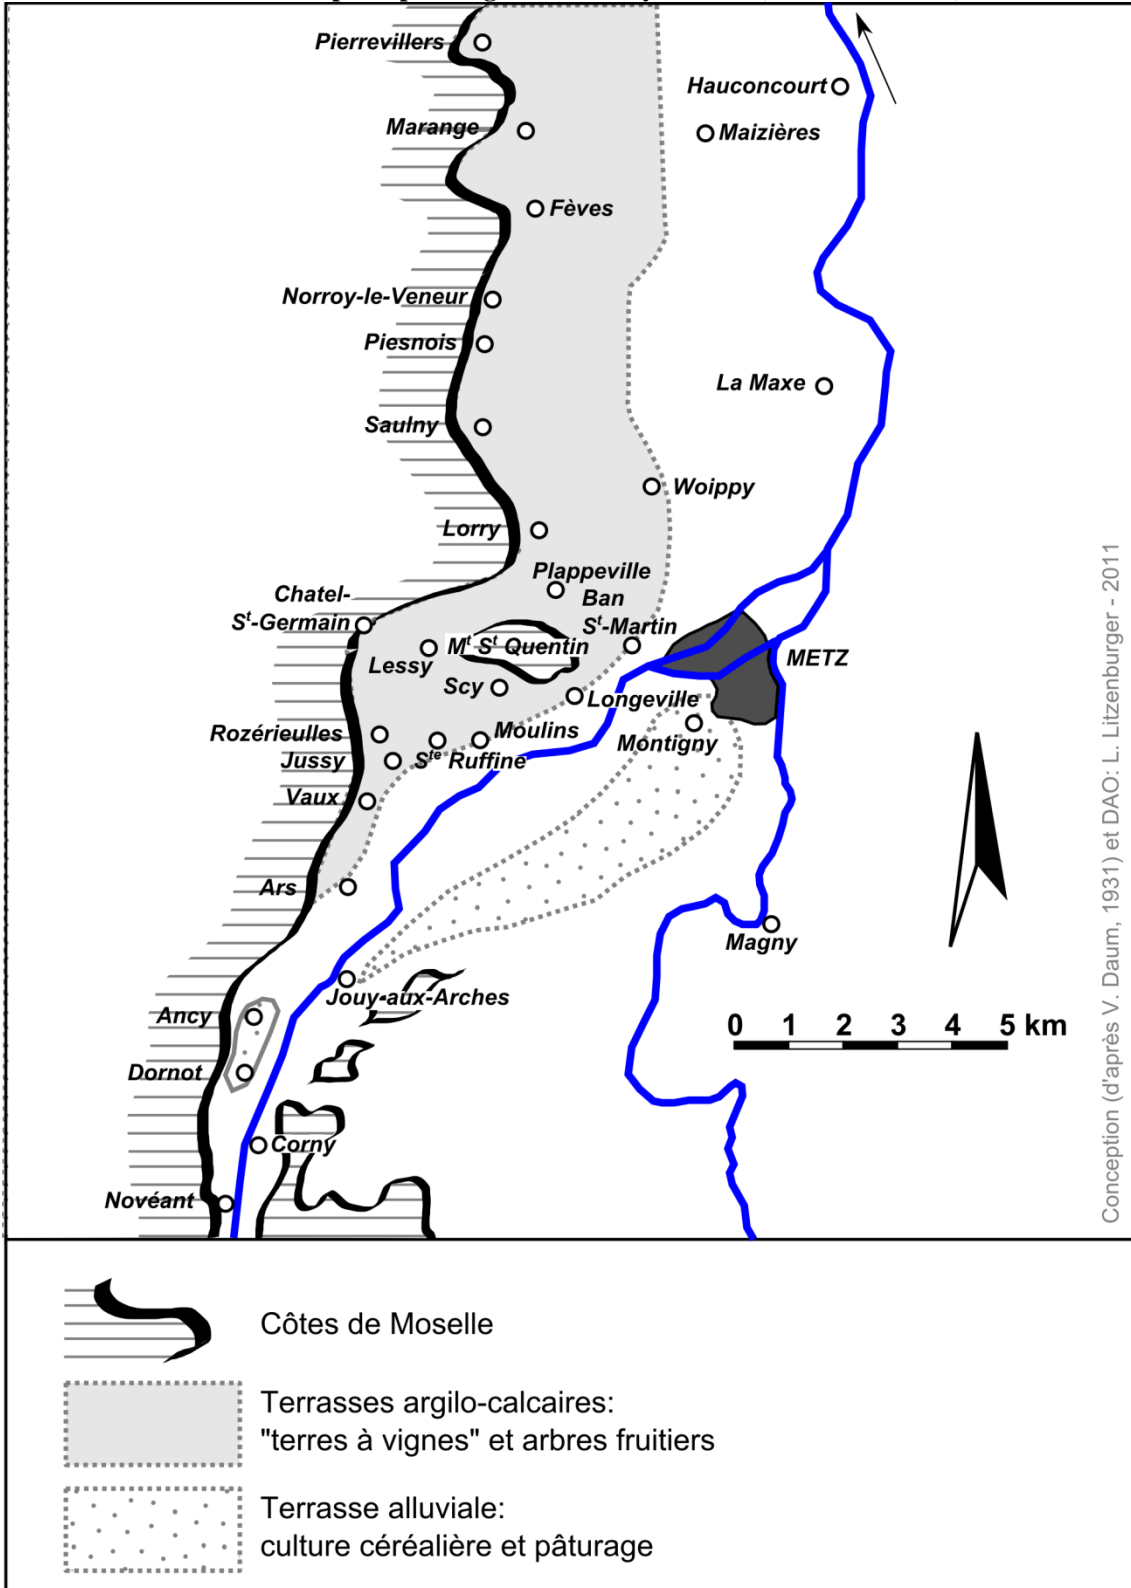 Pierrevillers
Hauconcourt
Marange
Maizières
Fèves
Norroy-le-Veneur
Piesnois
La Maxe
Saulny
Woippy
Lorry
Plappeville
Chatel-
St-Germain
Ban
St-Martin
Mt St Quentin
Lessy
METZ
Scy
Longeville
Rozérieulles
Moulins
Montigny
Jussy
Ste Ruffine
Vaux
Ars
Magny
Jouy-aux-Arches
Ancy
0 1 2 3 4 5 km
Dornot
Corny
Novéant
Conception (d'après V. Daum, 1931) et DAO: L. Litzenburger - 2011
Côtes de Moselle
Terrasses argilo-calcaires:
"terres à vignes" et arbres fruitiers
Terrasse alluviale:
culture céréalière et pâturage